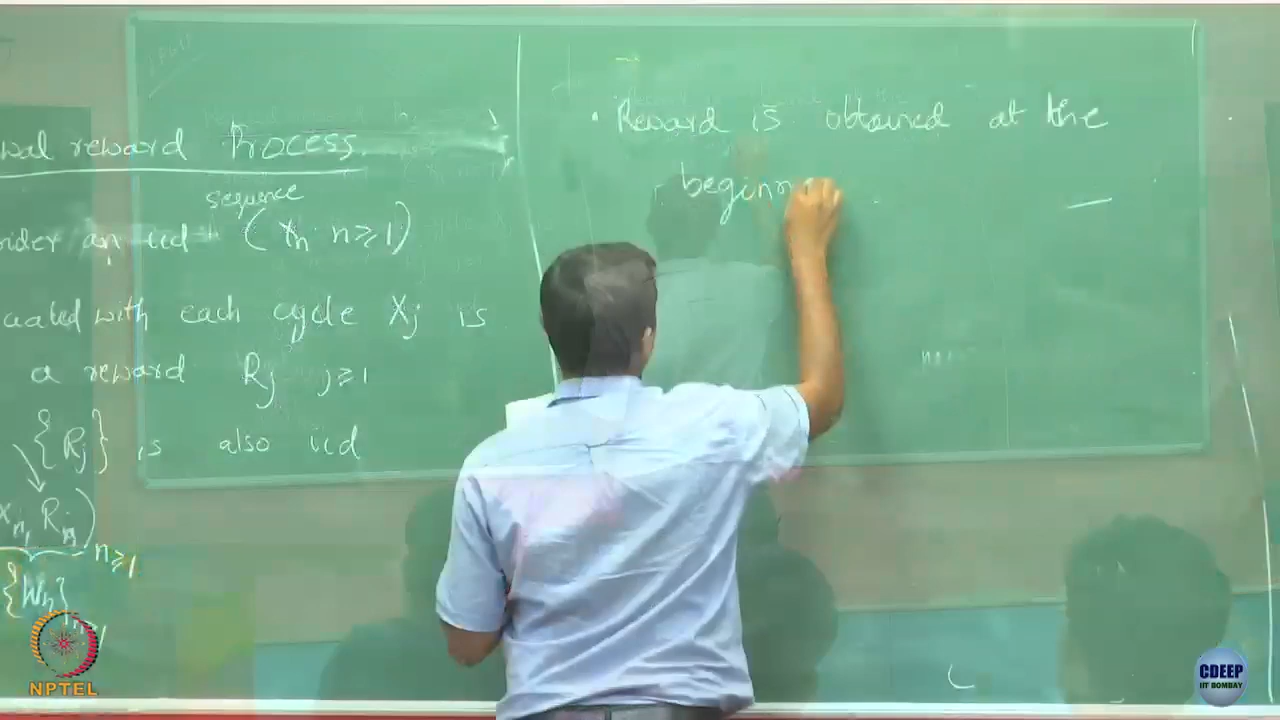 wal reward Process
sequence
ider an iid (Xn n≥1)
ciated with each cycle Xj is
a reward Rj j≥1
{Rj} is also iid
Xn, Rn) n≥1
{Wn}
• Reward is obtained at the
beginn
NPTEL
CDEEP
IIT BOMBAY